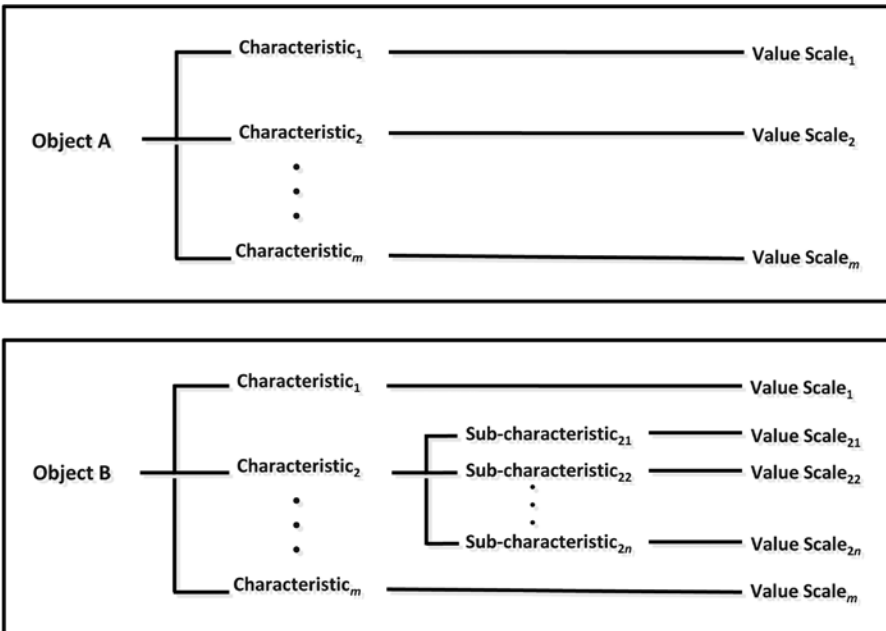 Characteristic₁ Value Scale₁
Object A Characteristic₂ Value Scale₂
Characteristicₘ Value Scaleₘ
Characteristic₁ Value Scale₁
Sub-characteristic₂₁ Value Scale₂₁
Object B Characteristic₂ Sub-characteristic₂₂ Value Scale₂₂
Sub-characteristic₂ₙ Value Scale₂ₙ
Characteristicₘ Value Scaleₘ